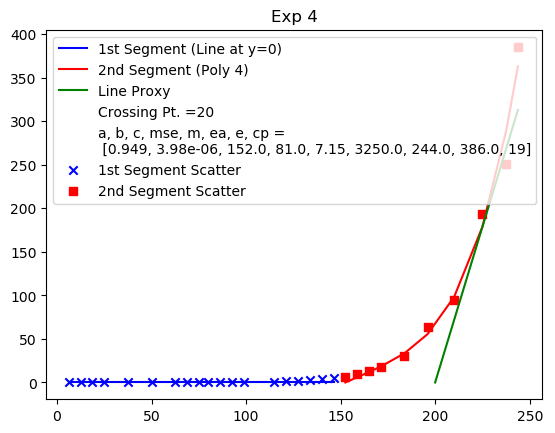 Exp 4
400
350
300
250
200
150
100
50
0
1st Segment (Line at y=0)
2nd Segment (Poly 4)
Line Proxy
Crossing Pt. =20
a, b, c, mse, m, ea, e, cp =
[0.949, 3.98e-06, 152.0, 81.0, 7.15, 3250.0, 244.0, 386.0, 19]
1st Segment Scatter
2nd Segment Scatter
0 50 100 150 200 250